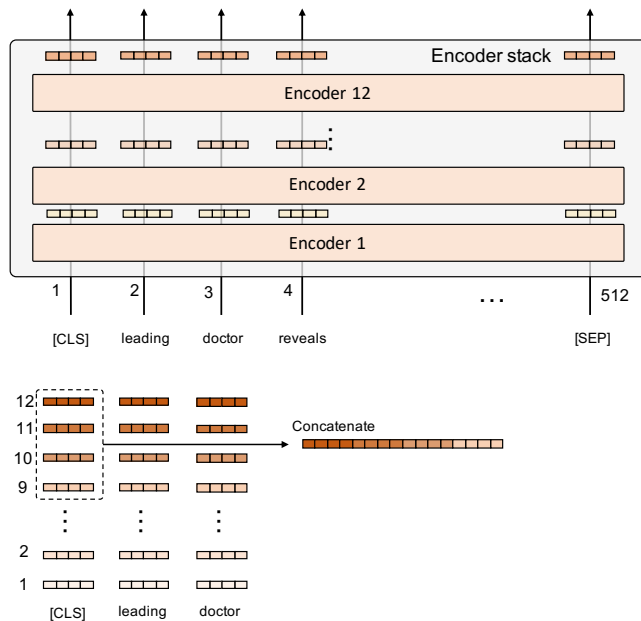 Encoder stack
Encoder 12
Encoder 2
Encoder 1
1 2 3 4 ... 512
[CLS] leading doctor reveals [SEP]
12
Concatenate
11
10
9
2
1
[CLS] leading doctor